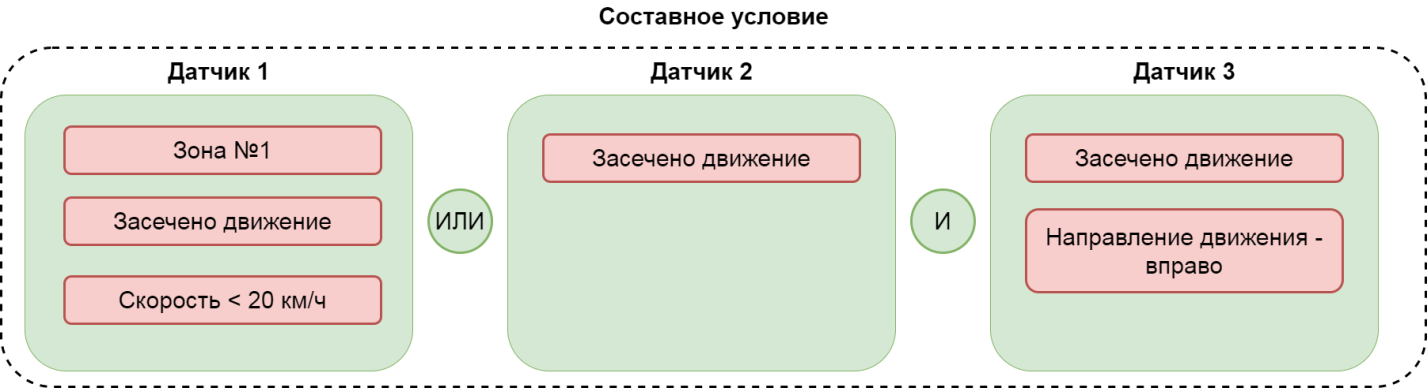 Составное условие
Датчик 1
Зона №1
Засечено движение
Скорость < 20 км/ч
ИЛИ
Датчик 2
Засечено движение
И
Датчик 3
Засечено движение
Направление движения -
вправо